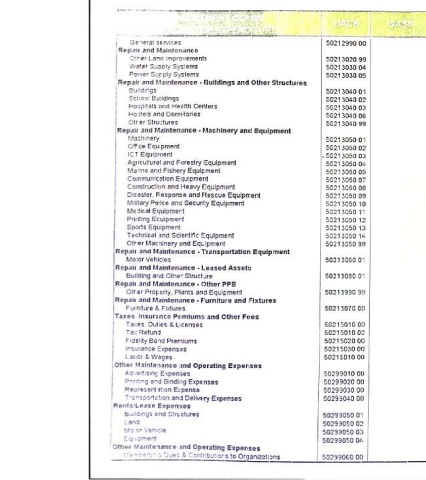 General services 50212990 00
Repair and Maintenance
Other Land Improvements 50213020 99
Water Supply Systems 50213030 04
Power Supply Systems 50213030 05
Repair and Maintenance - Buildings and Other Structures
Buildings 50213040 01
School Buildings 50213040 02
Hospitals and Health Centers 50213040 03
Hostels and Dormitories 50213040 06
Other Structures 50213040 99
Repair and Maintenance - Machinery and Equipment
Machinery 50213050 01
Office Equipment 50213050 02
ICT Equipment 50213050 03
Agricultural and Forestry Equipment 50213050 04
Marine and Fishery Equipment 50213050 05
Communication Equipment 50213050 07
Construction and Heavy Equipment 50213050 08
Disaster, Response and Rescue Equipment 50213050 09
Military Police and Security Equipment 50213050 10
Medical Equipment 50213050 11
Printing Equipment 50213050 12
Sports Equipment 50213050 13
Technical and Scientific Equipment 50213050 14
Other Machinery and Equipment 50213050 99
Repair and Maintenance - Transportation Equipment
Motor Vehicles 50213060 01
Repair and Maintenance - Leased Assets
Building and Other Structure 50213080 01
Repair and Maintenance - Other PPE
Other Property, Plants and Equipment 50213990 99
Repair and Maintenance - Furniture and Fixtures
Furniture & Fixtures 50213070 00
Taxes, Insurance Pemiums and Other Fees
Taxes, Duties & Licenses 50215010 00
Tax Refund 50215010 02
Fidelity Bond Premiums 50215020 00
Insurance Expenses 50215030 00
Labor & Wages 50216010 00
Other Maintenance and Operating Expenses
Advertising Expenses 50299010 00
Printing and Binding Expenses 50299020 00
Representation Expense 50299030 00
Transportation and Delivery Expenses 50299040 00
Rents/Lease Expenses
Buildings and Structures 50299050 01
Land 50299050 02
Motor Vehicle 50299050 03
Equipment 50299050 04
Other Maintenance and Operating Expenses
Membership Dues & Contributions to Organizations 50299060 00